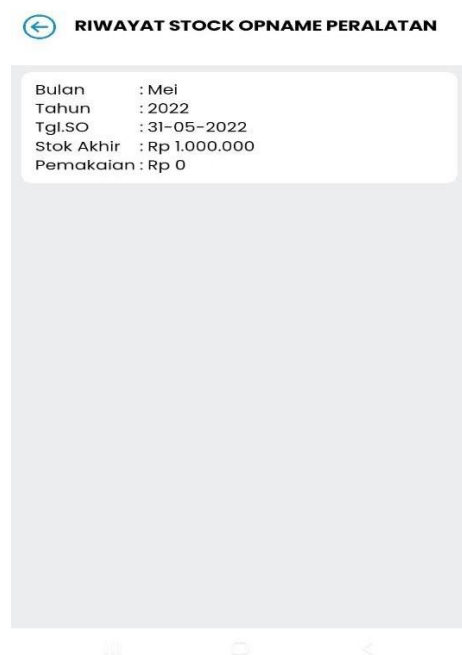 RIWAYAT STOCK OPNAME PERALATAN
Bulan : Mei
Tahun : 2022
Tgl.SO : 31-05-2022
Stok Akhir : Rp 1.000.000
Pemakaian : Rp 0